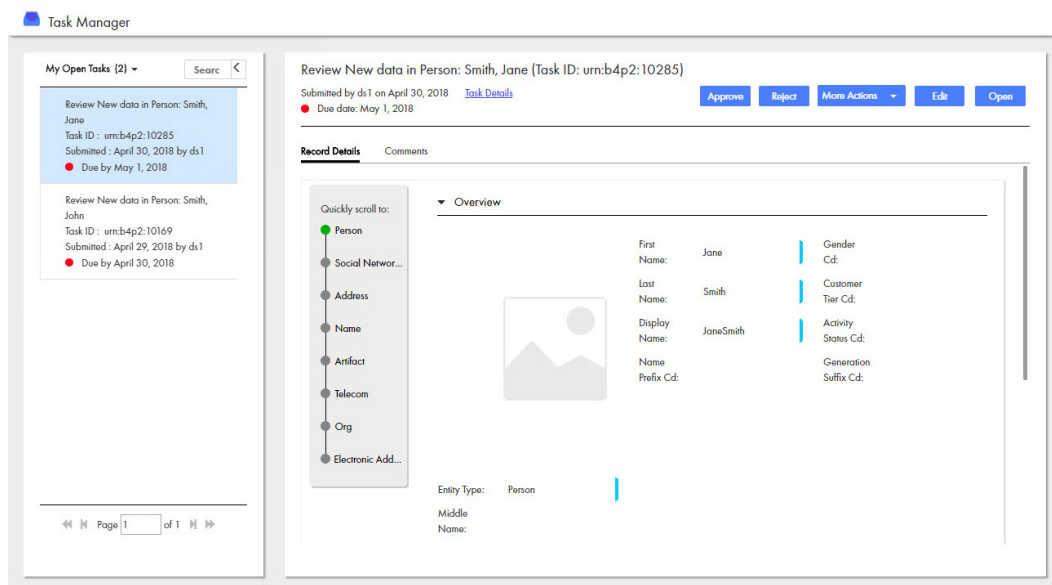 Task Manager
My Open Tasks (2)
Searc
Review New data in Person: Smith,
Jane
Task ID : urn:b4p2:10285
Submitted : April 30, 2018 by ds1
Due by May 1, 2018
Review New data in Person: Smith,
John
Task ID : urn:b4p2:10169
Submitted : April 29, 2018 by ds1
Due by April 30, 2018
Page 1 of 1
Review New data in Person: Smith, Jane (Task ID: urn:b4p2:10285)
Submitted by ds1 on April 30, 2018 Task Details
Due date: May 1, 2018
Approve Reject More Actions Edit Open
Record Details Comments
Quickly scroll to:
Person
Social Networ...
Address
Name
Artifact
Telecom
Org
Electronic Add...
Overview
First
Name: Jane
Last
Name: Smith
Display
Name: JaneSmith
Name
Prefix Cd:
Gender
Cd:
Customer
Tier Cd:
Activity
Status Cd:
Generation
Suffix Cd:
Entity Type: Person
Middle
Name: